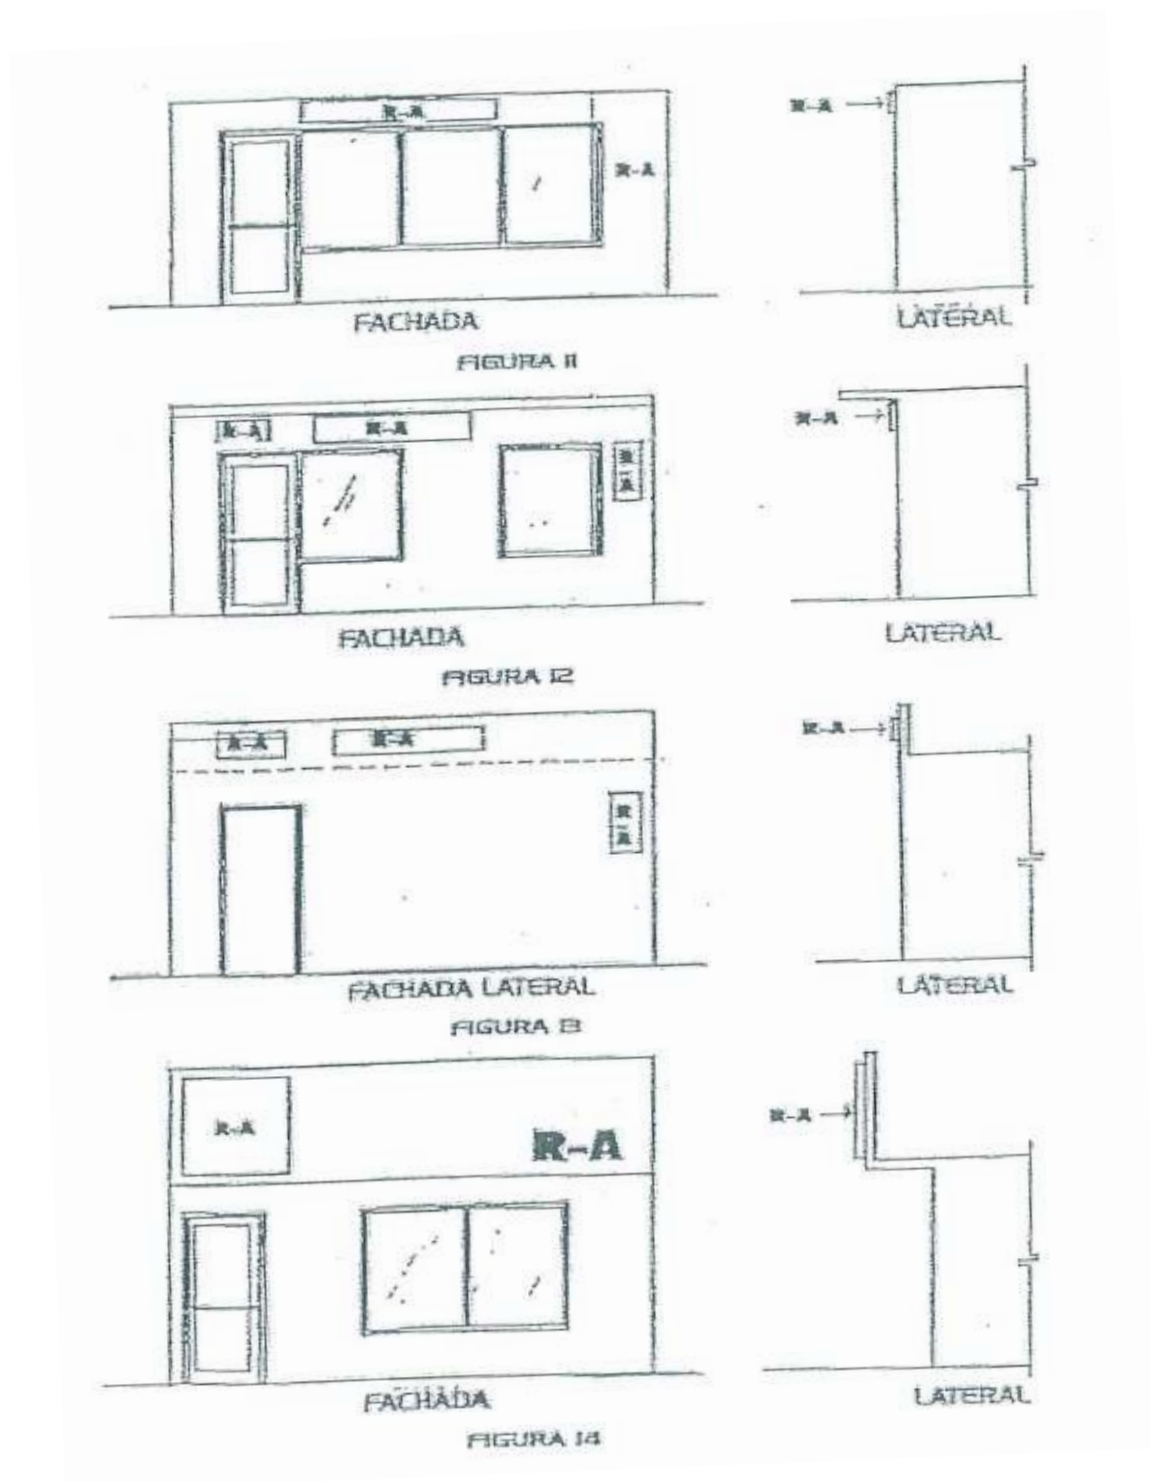 R-A
R-A
R-A
FACHADA
LATERAL
FIGURA 11
R-A
R-A
R-A
R
-
A
FACHADA
LATERAL
FIGURA 12
R-A
R-A
R-A
R
-
A
FACHADA LATERAL
LATERAL
FIGURA 13
R-A
R-A
R-A
FACHADA
LATERAL
FIGURA 14